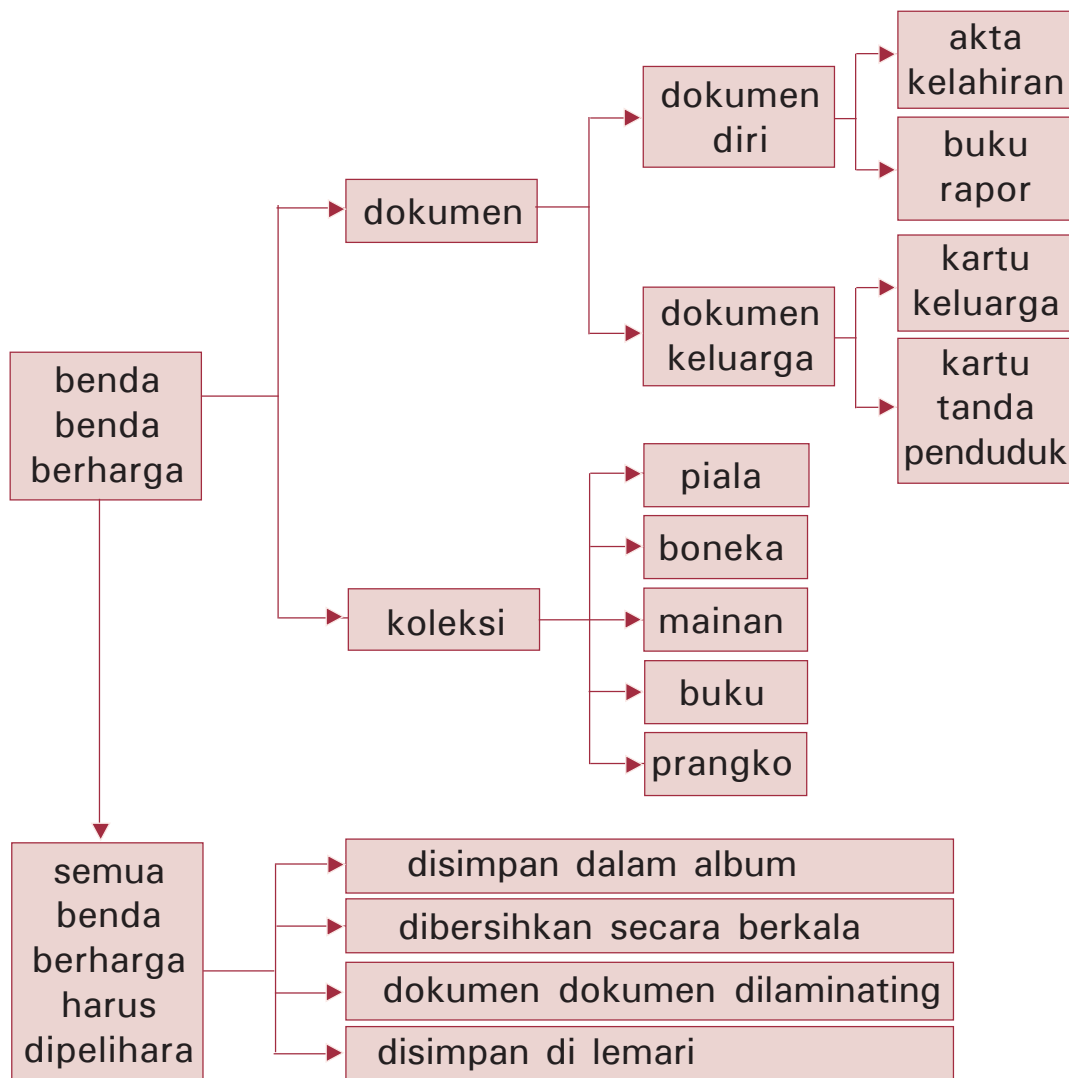 akta
kelahiran
dokumen
diri
buku
rapor
dokumen
kartu
keluarga
dokumen
keluarga
kartu
tanda
penduduk
benda
benda
berharga
piala
boneka
koleksi
mainan
buku
prangko
semua
benda
berharga
harus
dipelihara
disimpan dalam album
dibersihkan secara berkala
dokumen dokumen dilaminating
disimpan di lemari